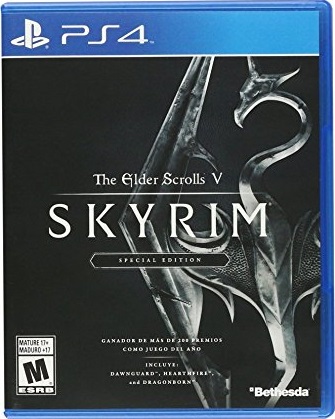 PS4
The Elder Scrolls V
SKYRIM
SPECIAL EDITION
GANADOR DE MÁS DE 200 PREMIOS
COMO JUEGO DEL AÑO
INCLUYE:
DAWNGUARD™, HEARTHFIRE™,
and DRAGONBORN™
MATURE 17+
MADURO +17
M
ESRB
Bethesda